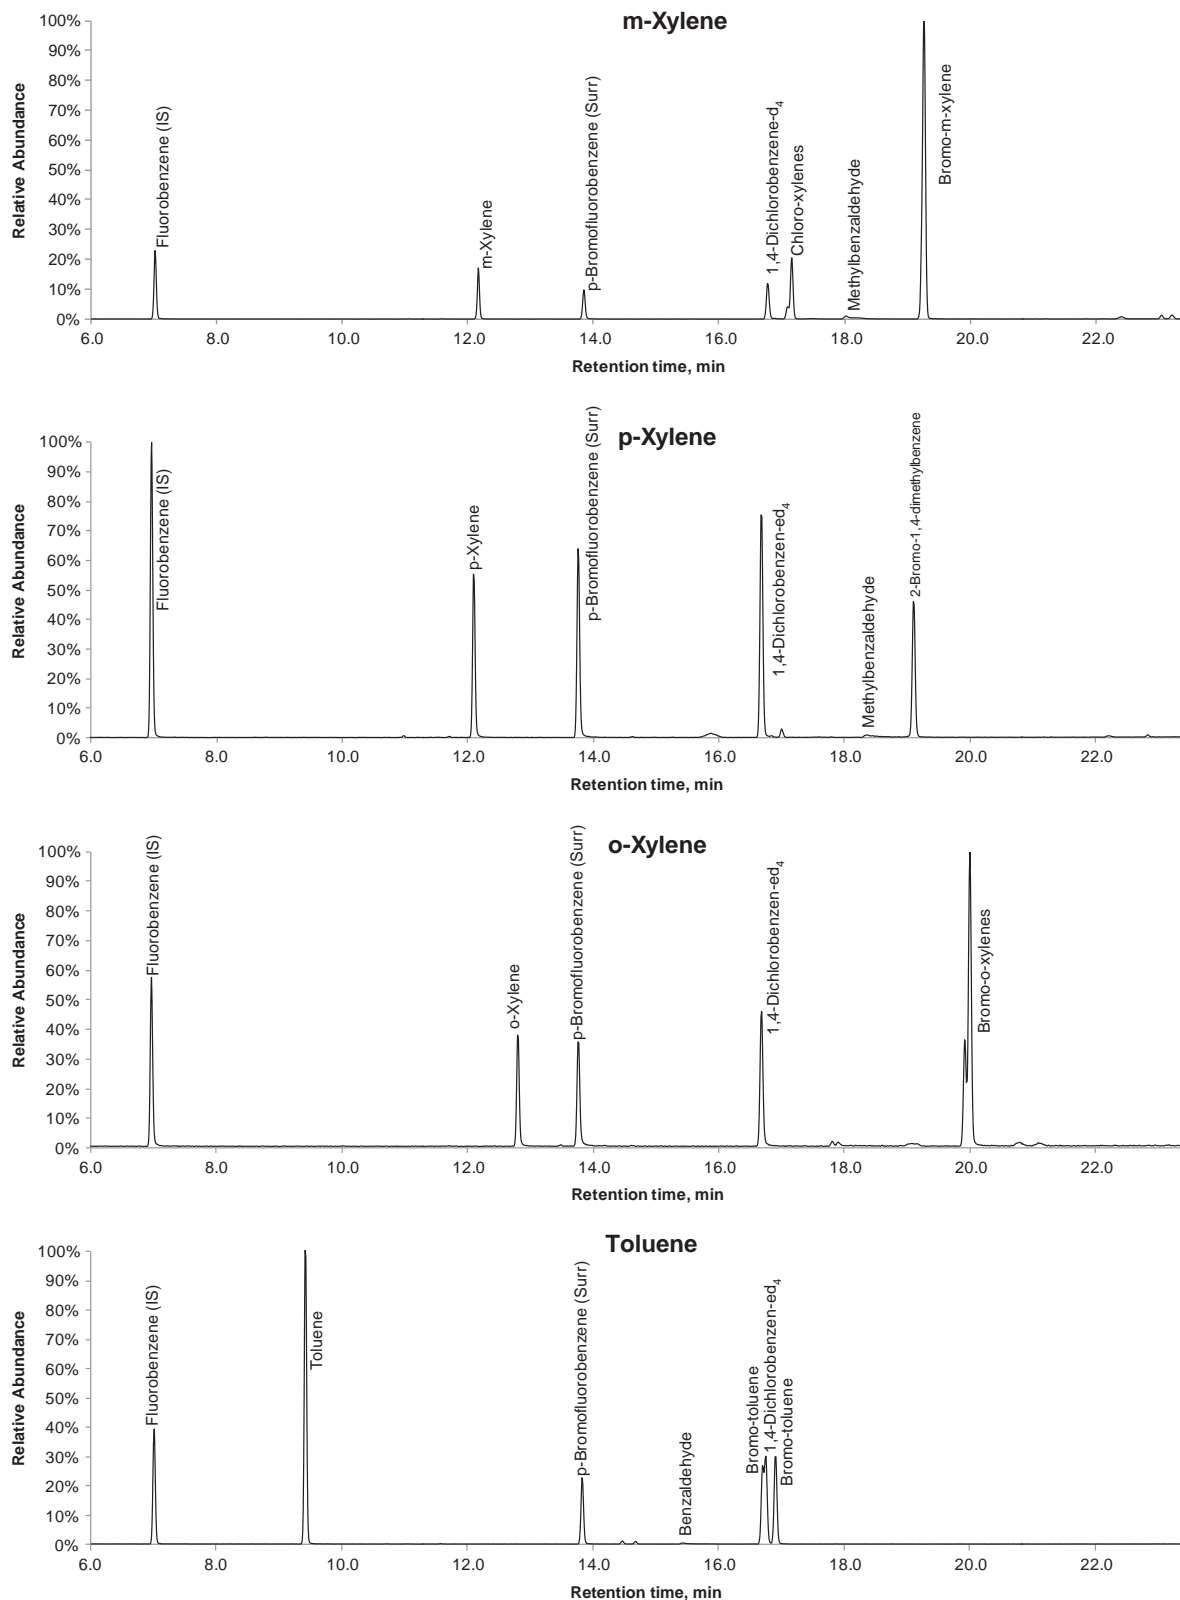 m-Xylene
100%
90%
80%
70%
60%
50%
40%
30%
20%
10%
0%
Relative Abundance
Fluorobenzene (IS)
m-Xylene
p-Bromofluorobenzene (Surr)
1,4-Dichlorobenzene-d4
Chloro-xylenes
Methylbenzaldehyde
Bromo-m-xylene
6.0 8.0 10.0 12.0 14.0 16.0 18.0 20.0 22.0
Retention time, min
p-Xylene
100%
90%
80%
70%
60%
50%
40%
30%
20%
10%
0%
Relative Abundance
Fluorobenzene (IS)
p-Xylene
p-Bromofluorobenzene (Surr)
1,4-Dichlorobenzen-ed4
Methylbenzaldehyde
2-Bromo-1,4-dimethylbenzene
6.0 8.0 10.0 12.0 14.0 16.0 18.0 20.0 22.0
Retention time, min
o-Xylene
100%
90%
80%
70%
60%
50%
40%
30%
20%
10%
0%
Relative Abundance
Fluorobenzene (IS)
o-Xylene
p-Bromofluorobenzene (Surr)
1,4-Dichlorobenzen-ed4
Bromo-o-xylenes
6.0 8.0 10.0 12.0 14.0 16.0 18.0 20.0 22.0
Retention time, min
Toluene
100%
90%
80%
70%
60%
50%
40%
30%
20%
10%
0%
Relative Abundance
Fluorobenzene (IS)
Toluene
p-Bromofluorobenzene (Surr)
Benzaldehyde
Bromo-toluene
1,4-Dichlorobenzen-ed4
Bromo-toluene
6.0 8.0 10.0 12.0 14.0 16.0 18.0 20.0 22.0
Retention time, min